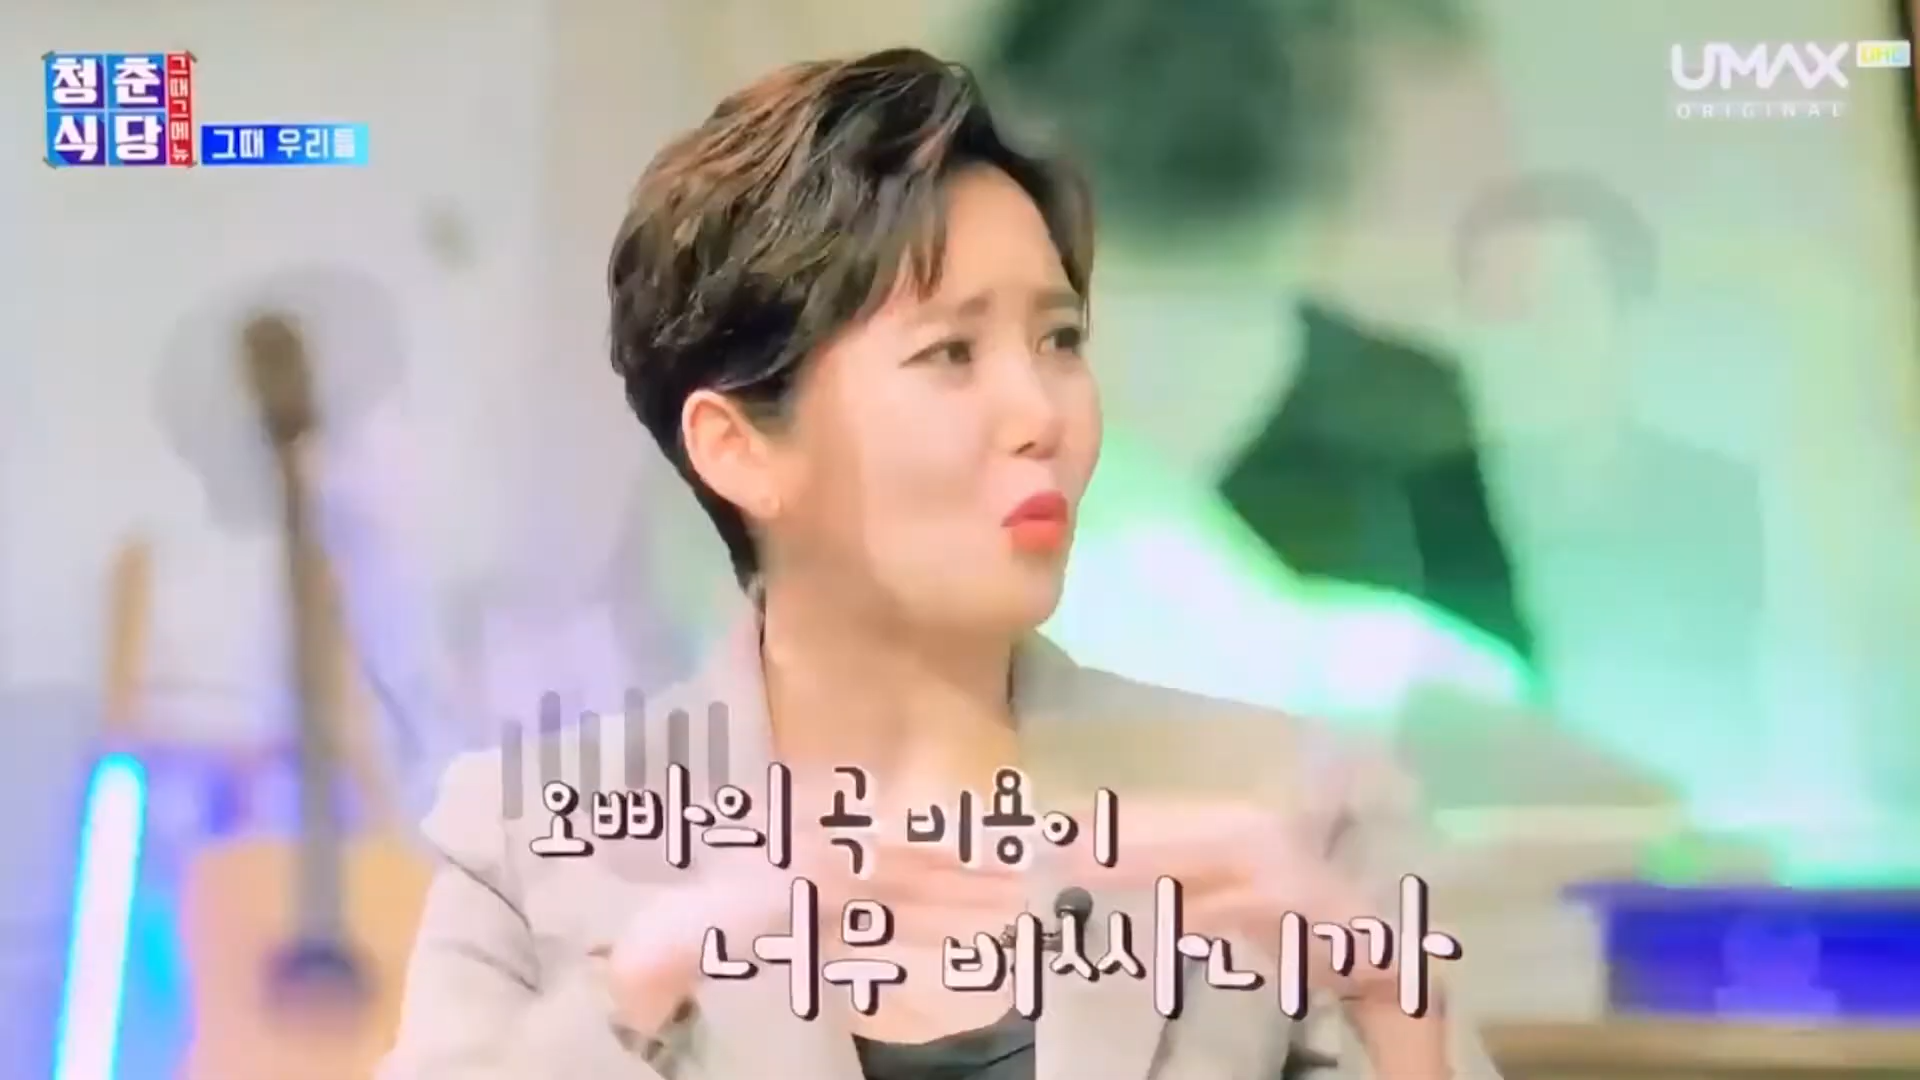 청춘
식당
그때 그 메뉴
그때 우리들
UMAX UHD
ORIGINAL
오빠의 곡 비용이
너무 비싸니까